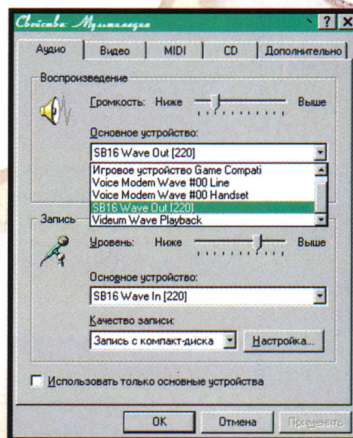 Свойства: Мультимедиа
Аудио Видео MIDI CD Дополнительно
Воспроизведение
Громкость: Ниже Выше
Основное устройство:
SB16 Wave Out [220]
Игровое устройство Game Compati
Voice Modem Wave #00 Line
Voice Modem Wave #00 Handset
SB16 Wave Out [220]
Videum Wave Playback
Запись
Уровень: Ниже Выше
Основное устройство:
SB16 Wave In [220]
Качество записи:
Запись с компакт-диска Настройка...
Использовать только основные устройства
OK Отмена Применить